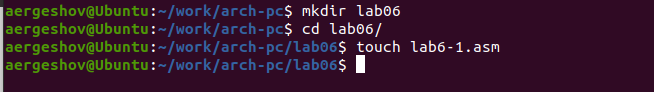 aergeshov@Ubuntu:~/work/arch-pc$ mkdir lab06
aergeshov@Ubuntu:~/work/arch-pc$ cd lab06/
aergeshov@Ubuntu:~/work/arch-pc/lab06$ touch lab6-1.asm
aergeshov@Ubuntu:~/work/arch-pc/lab06$